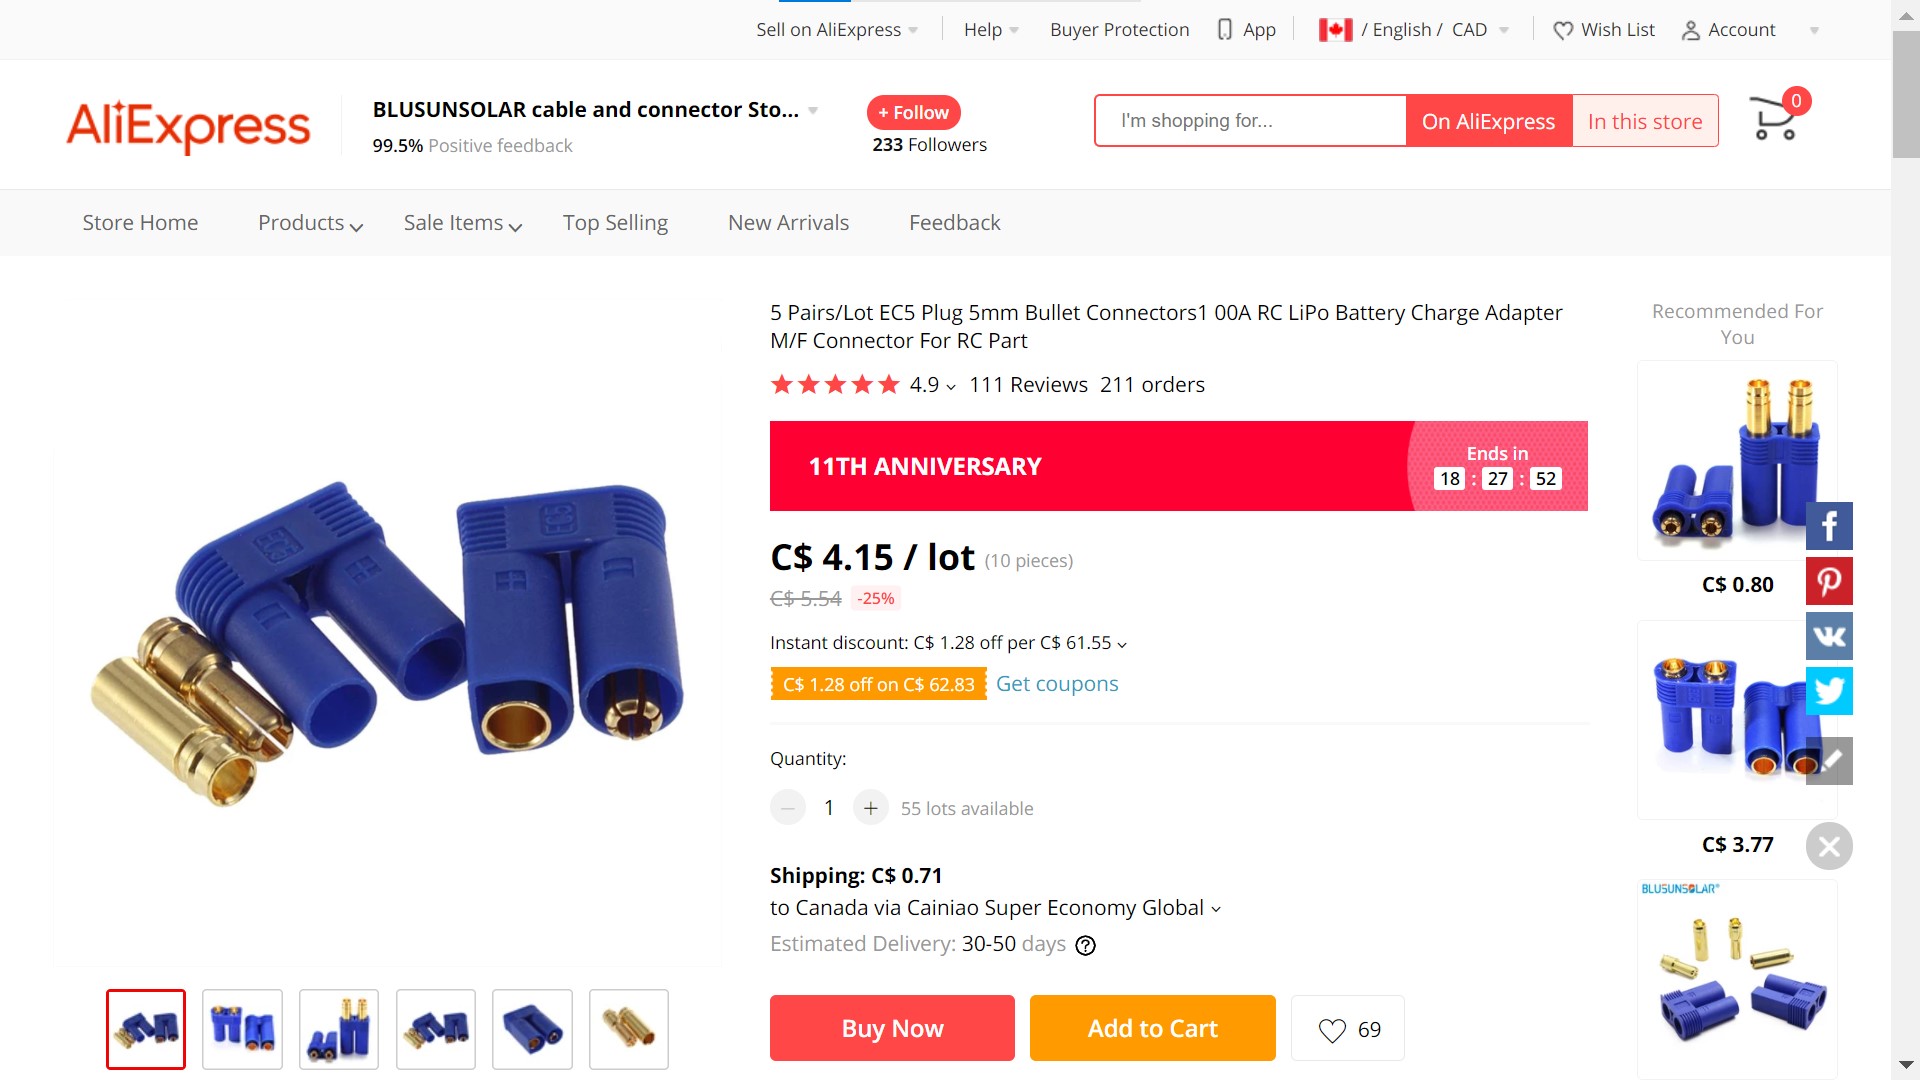 Sell on AliExpress
Help
Buyer Protection
App
/ English / CAD
Wish List
Account
AliExpress
BLUSUNSOLAR cable and connector Sto...
99.5% Positive feedback
+ Follow
233 Followers
I'm shopping for...
On AliExpress
In this store
0
Store Home
Products
Sale Items
Top Selling
New Arrivals
Feedback
5 Pairs/Lot EC5 Plug 5mm Bullet Connectors1 00A RC LiPo Battery Charge Adapter
M/F Connector For RC Part
4.9
111 Reviews
211 orders
11TH ANNIVERSARY
Ends in
18 : 27 : 52
C$ 4.15 / lot (10 pieces)
C$ 5.54 -25%
Instant discount: C$ 1.28 off per C$ 61.55
C$ 1.28 off on C$ 62.83
Get coupons
Quantity:
1
55 lots available
Shipping: C$ 0.71
to Canada via Cainiao Super Economy Global
Estimated Delivery: 30-50 days
Buy Now
Add to Cart
69
EC5
EC5
Recommended For
You
C$ 0.80
C$ 3.77
BLUSUNSOLAR